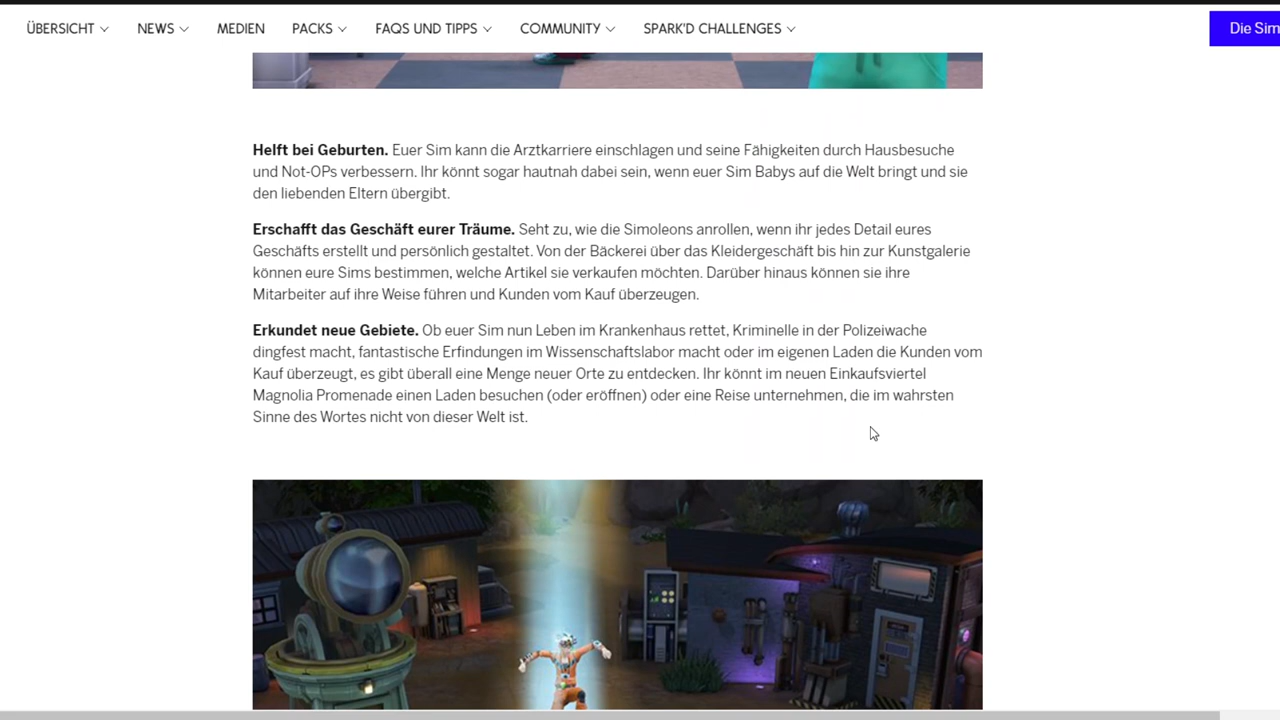 ÜBERSICHT NEWS MEDIEN PACKS FAQS UND TIPPS COMMUNITY SPARK'D CHALLENGES Die Sim
Helft bei Geburten. Euer Sim kann die Arztkarriere einschlagen und seine Fähigkeiten durch Hausbesuche
und Not-OPs verbessern. Ihr könnt sogar hautnah dabei sein, wenn euer Sim Babys auf die Welt bringt und sie
den liebenden Eltern übergibt.
Erschafft das Geschäft eurer Träume. Seht zu, wie die Simoleons anrollen, wenn ihr jedes Detail eures
Geschäfts erstellt und persönlich gestaltet. Von der Bäckerei über das Kleidergeschäft bis hin zur Kunstgalerie
können eure Sims bestimmen, welche Artikel sie verkaufen möchten. Darüber hinaus können sie ihre
Mitarbeiter auf ihre Weise führen und Kunden vom Kauf überzeugen.
Erkundet neue Gebiete. Ob euer Sim nun Leben im Krankenhaus rettet, Kriminelle in der Polizeiwache
dingfest macht, fantastische Erfindungen im Wissenschaftslabor macht oder im eigenen Laden die Kunden vom
Kauf überzeugt, es gibt überall eine Menge neuer Orte zu entdecken. Ihr könnt im neuen Einkaufsviertel
Magnolia Promenade einen Laden besuchen (oder eröffnen) oder eine Reise unternehmen, die im wahrsten
Sinne des Wortes nicht von dieser Welt ist.